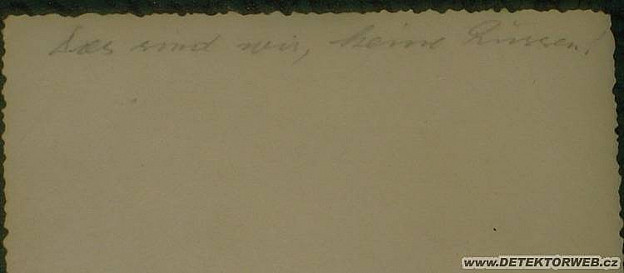 Das sind wir, keine Russen!
www.DETEKTORWEB.cz